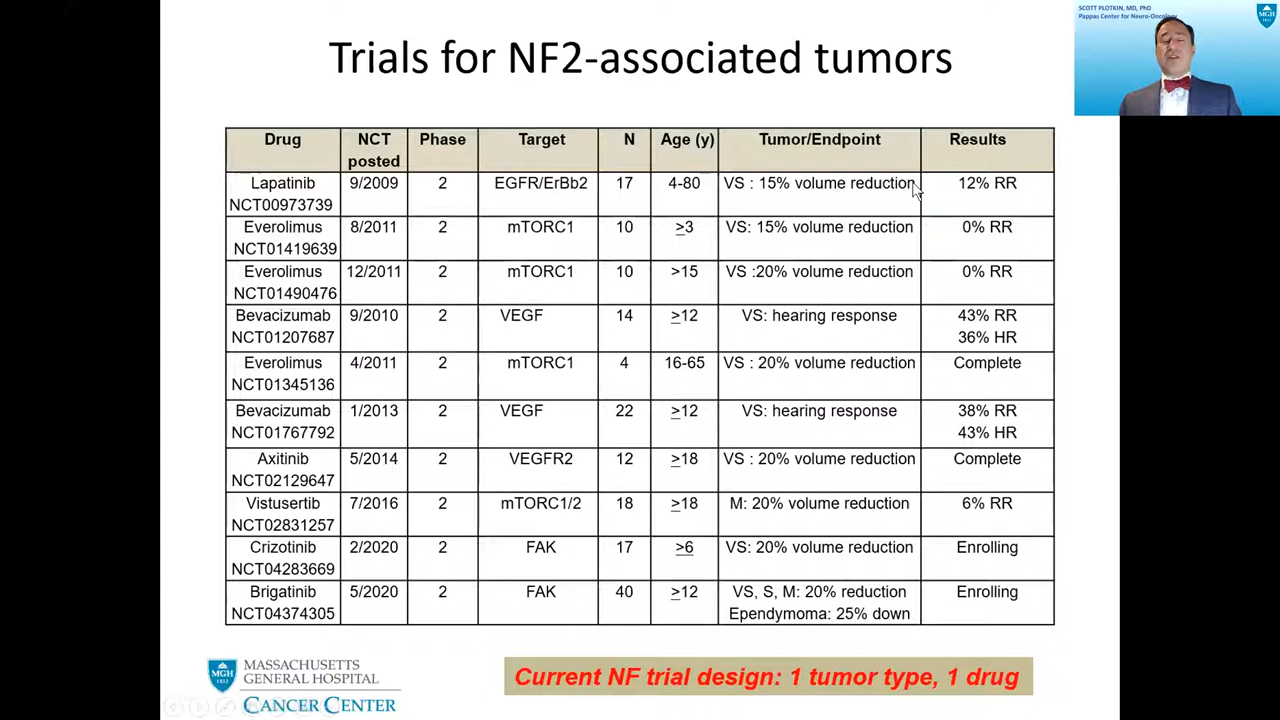 SCOTT PLOTKIN, MD, PhD
Pappas Center for Neuro-Oncology
MGH
1811
Trials for NF2-associated tumors
Drug NCT posted Phase Target N Age (y) Tumor/Endpoint Results
Lapatinib 9/2009 2 EGFR/ErBb2 17 4-80 VS : 15% volume reduction 12% RR
NCT00973739
Everolimus 8/2011 2 mTORC1 10 ≥3 VS: 15% volume reduction 0% RR
NCT01419639
Everolimus 12/2011 2 mTORC1 10 >15 VS :20% volume reduction 0% RR
NCT01490476
Bevacizumab 9/2010 2 VEGF 14 ≥12 VS: hearing response 43% RR
NCT01207687 36% HR
Everolimus 4/2011 2 mTORC1 4 16-65 VS: 20% volume reduction Complete
NCT01345136
Bevacizumab 1/2013 2 VEGF 22 ≥12 VS: hearing response 38% RR
NCT01767792 43% HR
Axitinib 5/2014 2 VEGFR2 12 ≥18 VS : 20% volume reduction Complete
NCT02129647
Vistusertib 7/2016 2 mTORC1/2 18 ≥18 M: 20% volume reduction 6% RR
NCT02831257
Crizotinib 2/2020 2 FAK 17 ≥6 VS: 20% volume reduction Enrolling
NCT04283669
Brigatinib 5/2020 2 FAK 40 ≥12 VS, S, M: 20% reduction Enrolling
NCT04374305 Ependymoma: 25% down
MGH
1811
MASSACHUSETTS
GENERAL HOSPITAL
CANCER CENTER
Current NF trial design: 1 tumor type, 1 drug